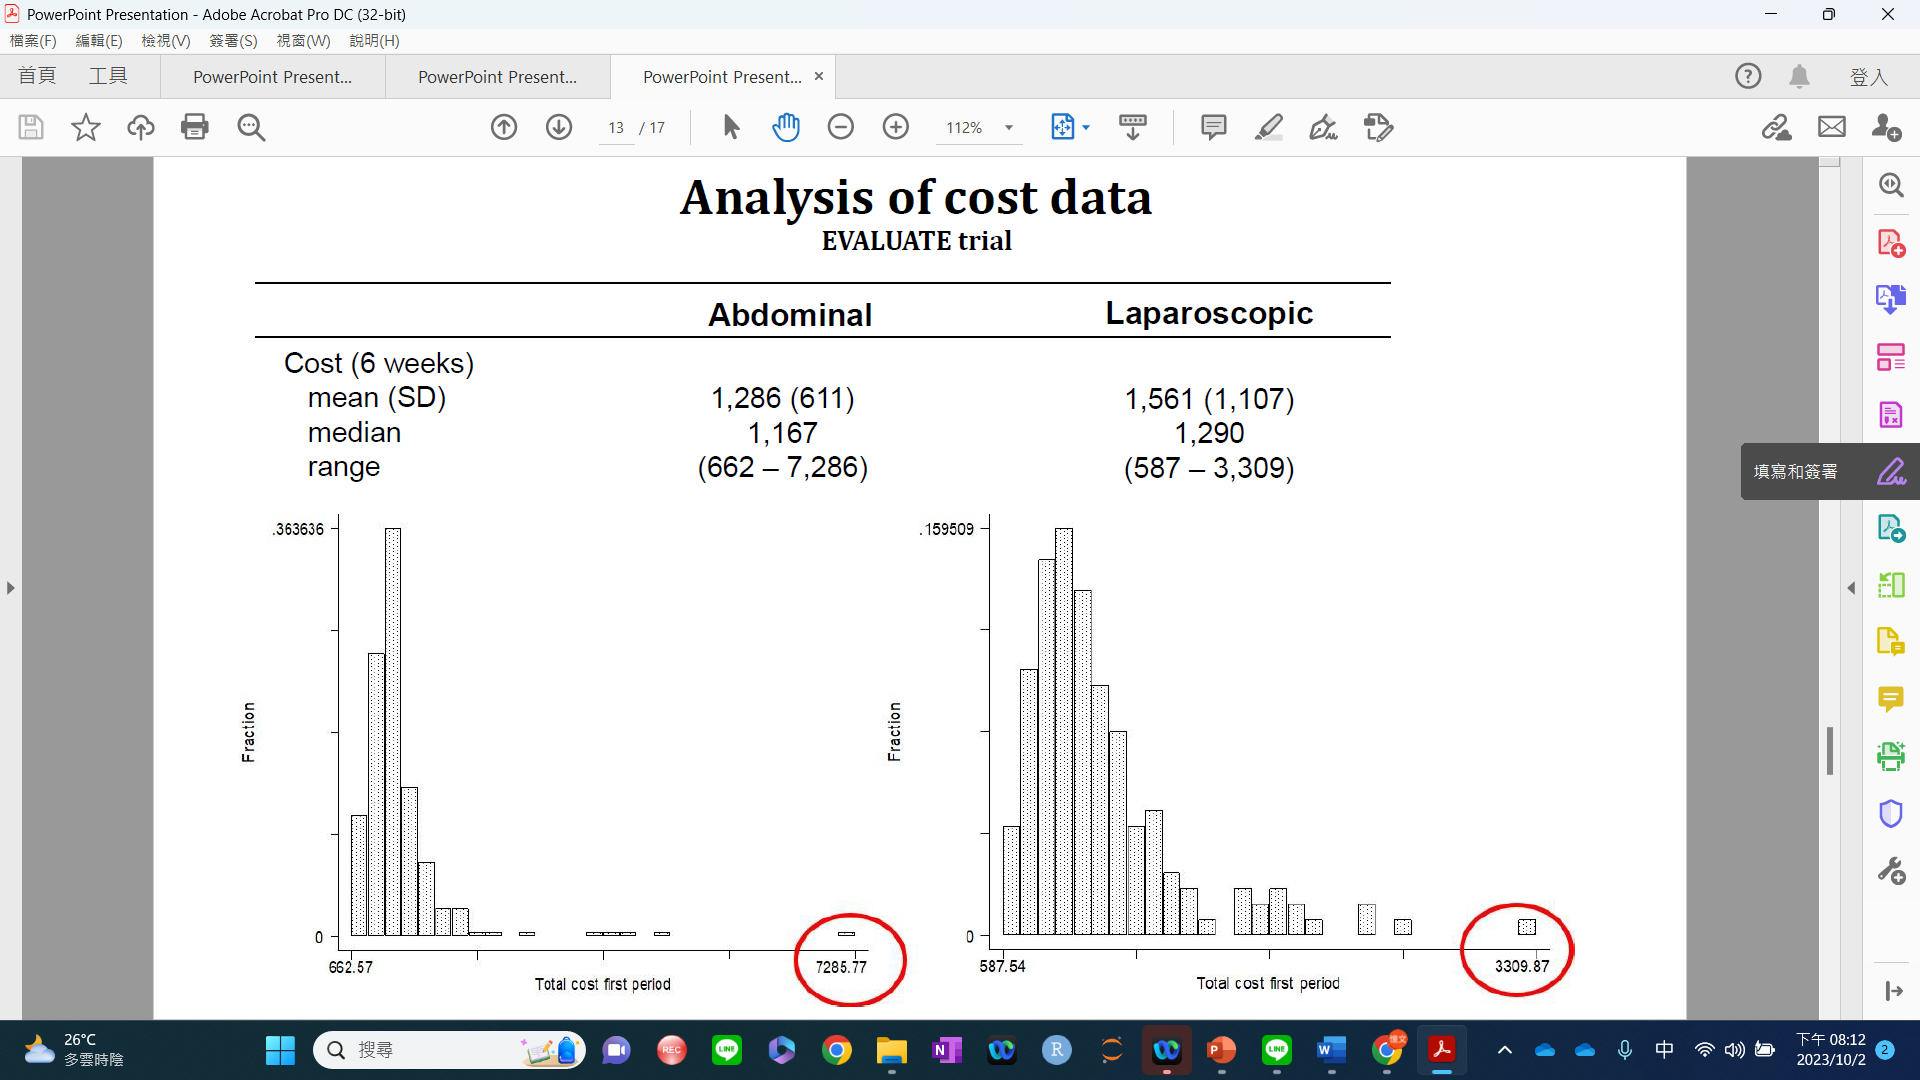 PowerPoint Presentation - Adobe Acrobat Pro DC (32-bit)
檔案(F) 編輯(E) 檢視(V) 簽署(S) 視窗(W) 說明(H)
首頁 工具 PowerPoint Present... PowerPoint Present... PowerPoint Present... × 登入
13 / 17 112%
Analysis of cost data
EVALUATE trial
Abdominal Laparoscopic
Cost (6 weeks)
mean (SD) 1,286 (611) 1,561 (1,107)
median 1,167 1,290
range (662 – 7,286) (587 – 3,309)
填寫和簽署
.363636
Fraction
0
662.57 7285.77
Total cost first period
.159509
Fraction
0
587.54 3309.87
Total cost first period
26°C
多雲時陰
搜尋
REC
LINE
N
R
LINE
P
W
中
下午 08:12
2023/10/2
2